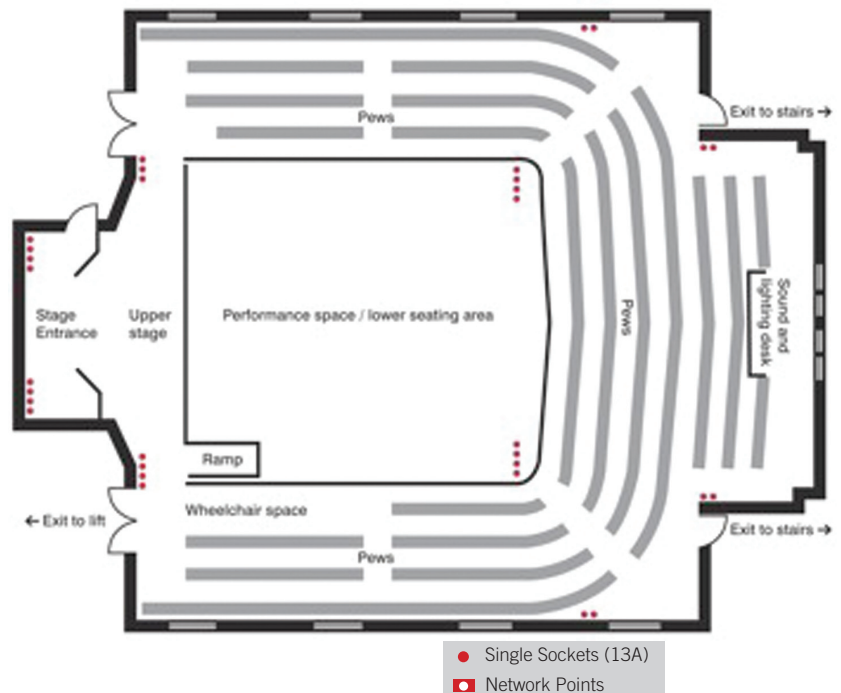 Exit to stairs →
Pews
Stage
Entrance
Upper
stage
Performance space / lower seating area
Pews
Sound and
lighting desk
Ramp
Wheelchair space
← Exit to lift
Exit to stairs →
Pews
Single Sockets (13A)
Network Points